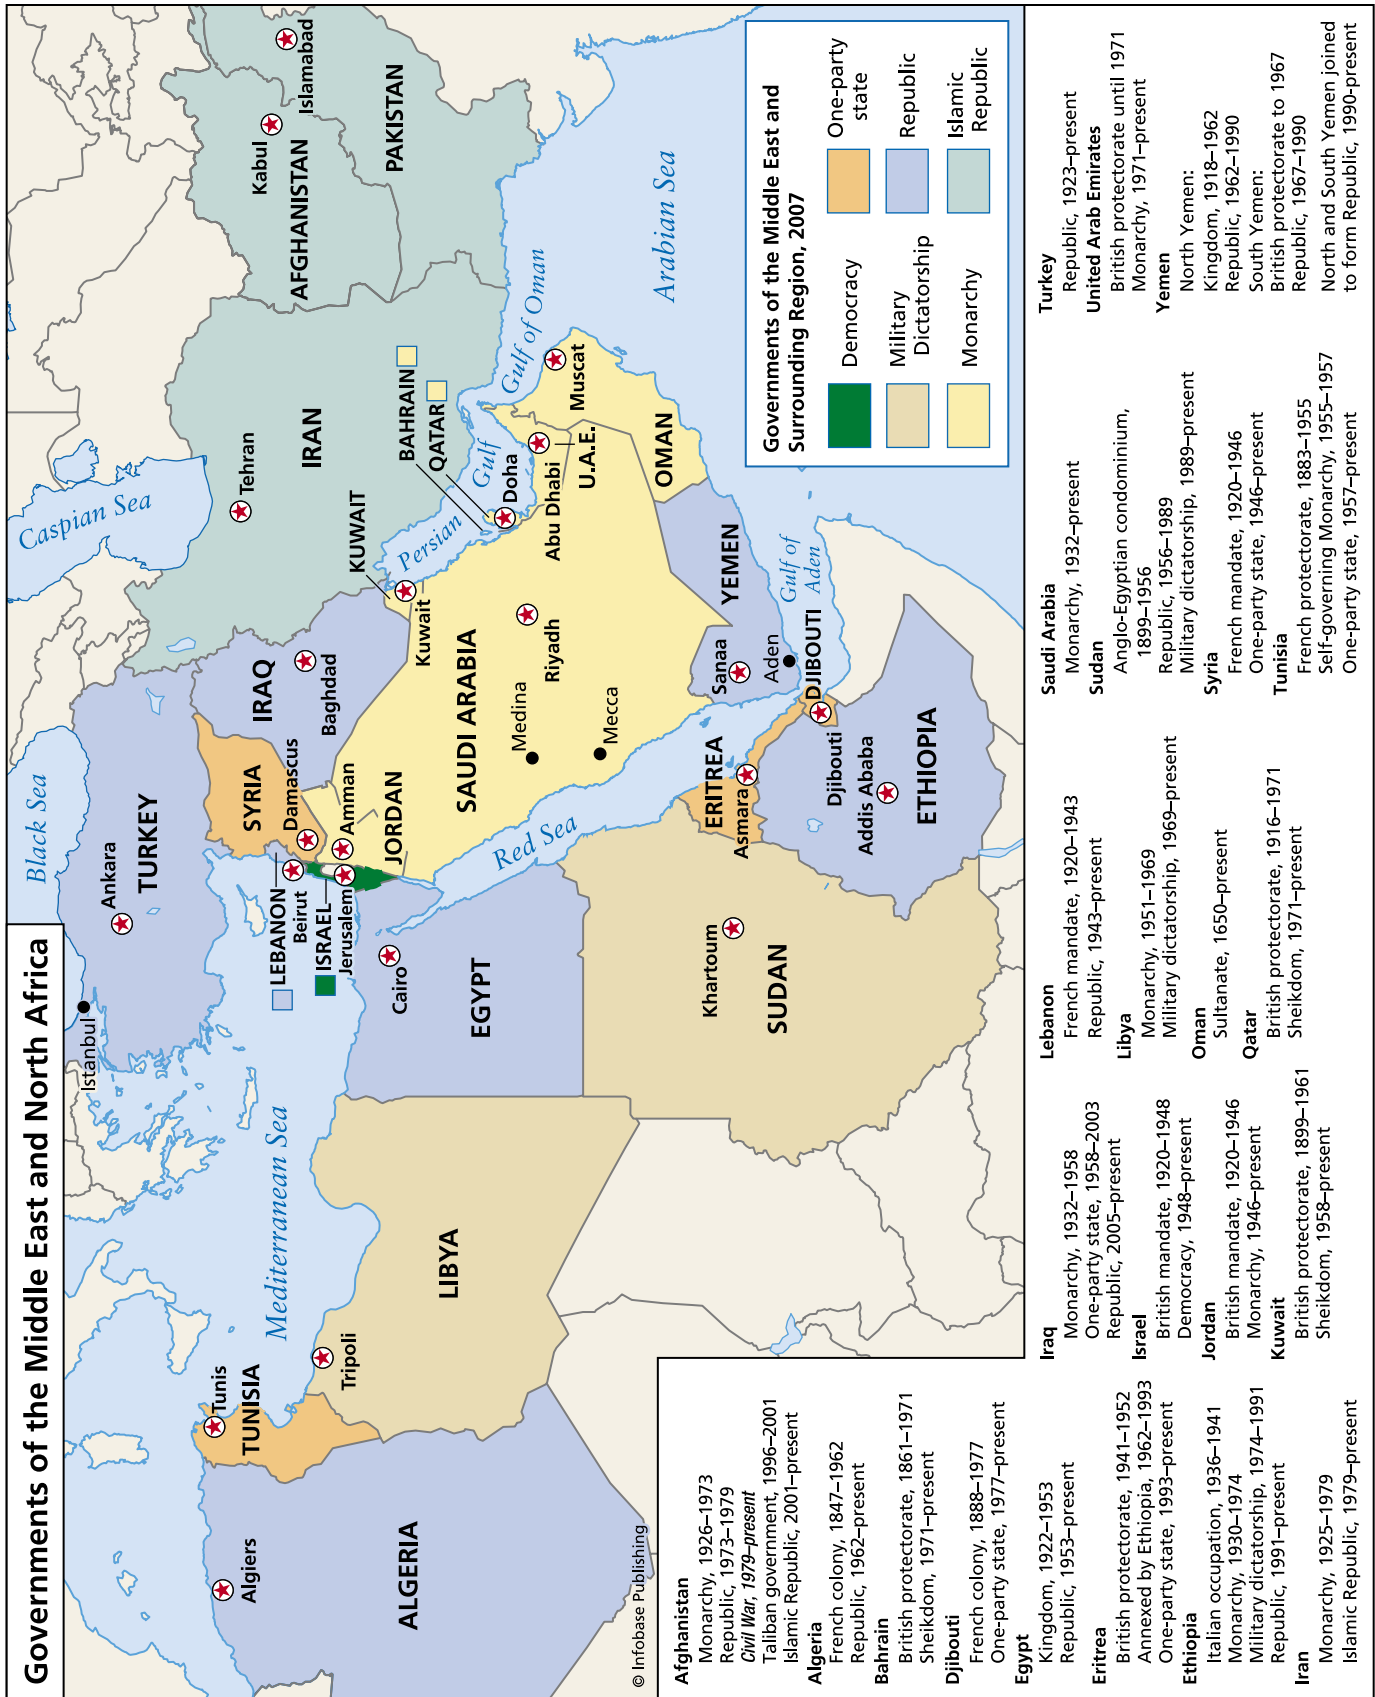 Governments of the Middle East and North Africa
Black Sea
Caspian Sea
Mediterranean Sea
Red Sea
Persian
Gulf
Gulf of Oman
Arabian Sea
Gulf of
Aden
Istanbul
Ankara
TURKEY
SYRIA
Damascus
LEBANON
Beirut
ISRAEL
Jerusalem
Amman
JORDAN
IRAQ
Baghdad
Tehran
IRAN
KUWAIT
Kuwait
BAHRAIN
QATAR
Doha
Abu Dhabi
U.A.E.
Muscat
OMAN
SAUDI ARABIA
Riyadh
Medina
Mecca
YEMEN
Sanaa
Aden
Kabul
AFGHANISTAN
Islamabad
PAKISTAN
Algiers
ALGERIA
Tunis
TUNISIA
Tripoli
LIBYA
Cairo
EGYPT
Khartoum
SUDAN
ERITREA
Asmara
DJIBOUTI
Djibouti
Addis Ababa
ETHIOPIA
Governments of the Middle East and
Surrounding Region, 2007
Democracy
Military
Dictatorship
Monarchy
One-party
state
Republic
Islamic
Republic
© Infobase Publishing
Afghanistan
Monarchy, 1926–1973
Republic, 1973–1979
Civil War, 1979–present
Taliban government, 1996–2001
Islamic Republic, 2001–present
Algeria
French colony, 1847–1962
Republic, 1962–present
Bahrain
British protectorate, 1861–1971
Sheikdom, 1971–present
Djibouti
French colony, 1888–1977
One-party state, 1977–present
Egypt
Kingdom, 1922–1953
Republic, 1953–present
Eritrea
British protectorate, 1941–1952
Annexed by Ethiopia, 1962–1993
One-party state, 1993–present
Ethiopia
Italian occupation, 1936–1941
Monarchy, 1930–1974
Military dictatorship, 1974–1991
Republic, 1991–present
Iran
Monarchy, 1925–1979
Islamic Republic, 1979–present
Iraq
Monarchy, 1932–1958
One-party state, 1958–2003
Republic, 2005–present
Israel
British mandate, 1920–1948
Democracy, 1948–present
Jordan
British mandate, 1920–1946
Monarchy, 1946–present
Kuwait
British protectorate, 1899–1961
Sheikdom, 1958–present
Lebanon
French mandate, 1920–1943
Republic, 1943–present
Libya
Monarchy, 1951–1969
Military dictatorship, 1969–present
Oman
Sultanate, 1650–present
Qatar
British protectorate, 1916–1971
Sheikdom, 1971–present
Saudi Arabia
Monarchy, 1932–present
Sudan
Anglo-Egyptian condominium,
1899–1956
Republic, 1956–1989
Military dictatorship, 1989–present
Syria
French mandate, 1920–1946
One-party state, 1946–present
Tunisia
French protectorate, 1883–1955
Self-governing Monarchy, 1955–1957
One-party state, 1957–present
Turkey
Republic, 1923–present
United Arab Emirates
British protectorate until 1971
Monarchy, 1971–present
Yemen
North Yemen:
Kingdom, 1918–1962
Republic, 1962–1990
South Yemen:
British protectorate to 1967
Republic, 1967–1990
North and South Yemen joined
to form Republic, 1990-present